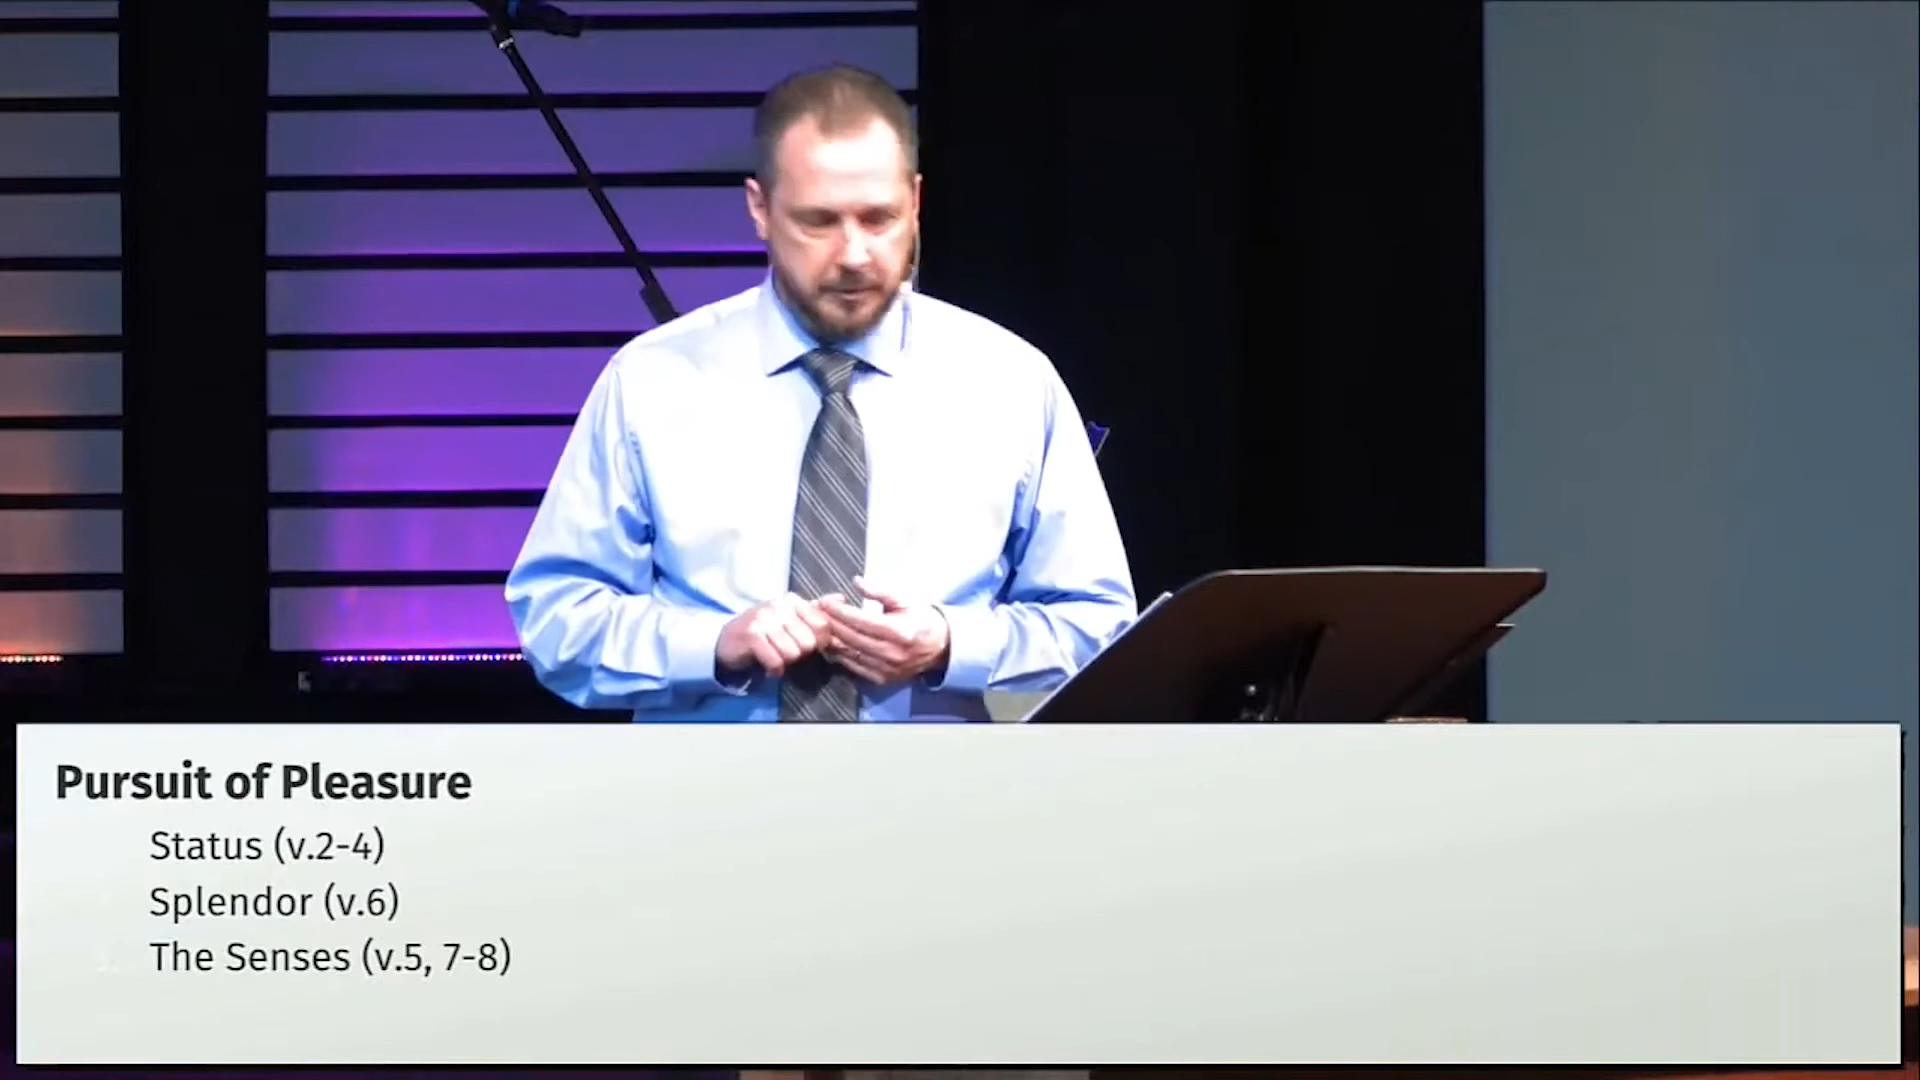 Pursuit of Pleasure
Status (v.2-4)
Splendor (v.6)
The Senses (v.5, 7-8)